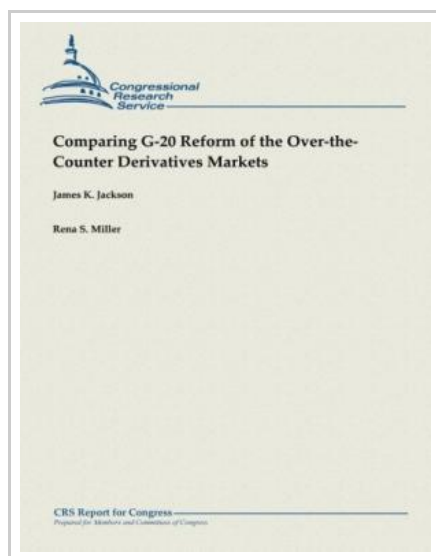 Congressional
Research
Service
Comparing G-20 Reform of the Over-the-
Counter Derivatives Markets
James K. Jackson
Rena S. Miller
CRS Report for Congress
Prepared for Members and Committees of Congress